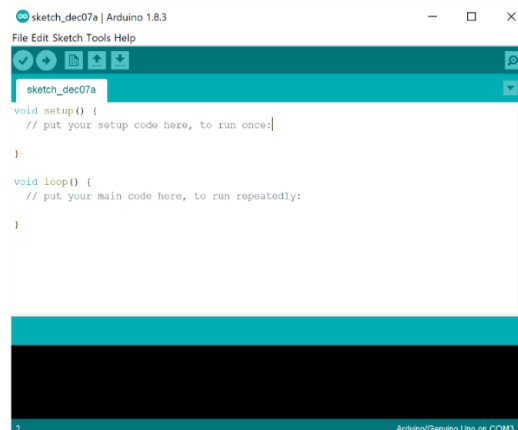 sketch_dec07a | Arduino 1.8.3
File Edit Sketch Tools Help
sketch_dec07a
void setup() {
// put your setup code here, to run once:
}
void loop() {
// put your main code here, to run repeatedly:
}
2
Arduino/Genuino Uno on COM3